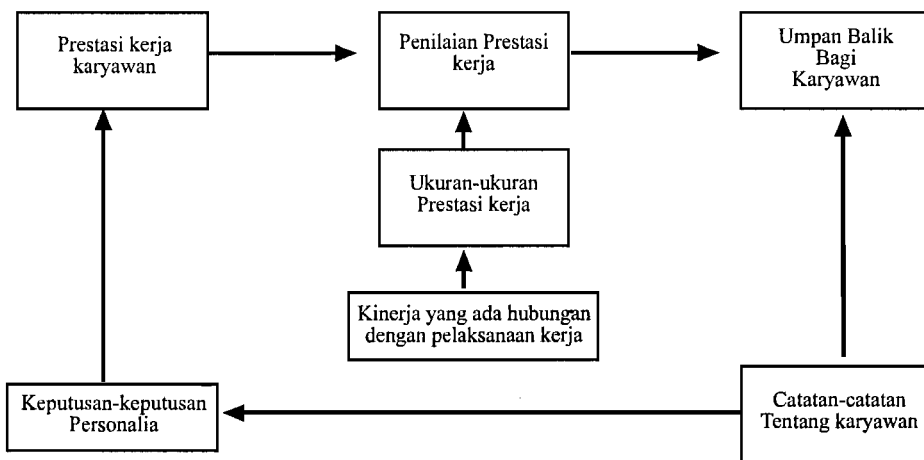 Prestasi kerja
karyawan
Penilaian Prestasi
kerja
Umpan Balik
Bagi
Karyawan
Ukuran-ukuran
Prestasi kerja
Kinerja yang ada hubungan
dengan pelaksanaan kerja
Keputusan-keputusan
Personalia
Catatan-catatan
Tentang karyawan